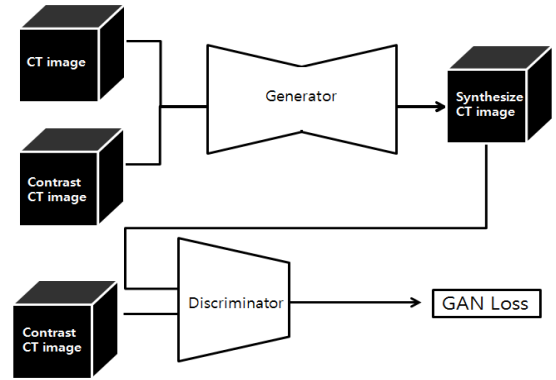 CT image
Generator
Synthesize
CT image
Contrast
CT image
Contrast
CT image
Discriminator
GAN Loss